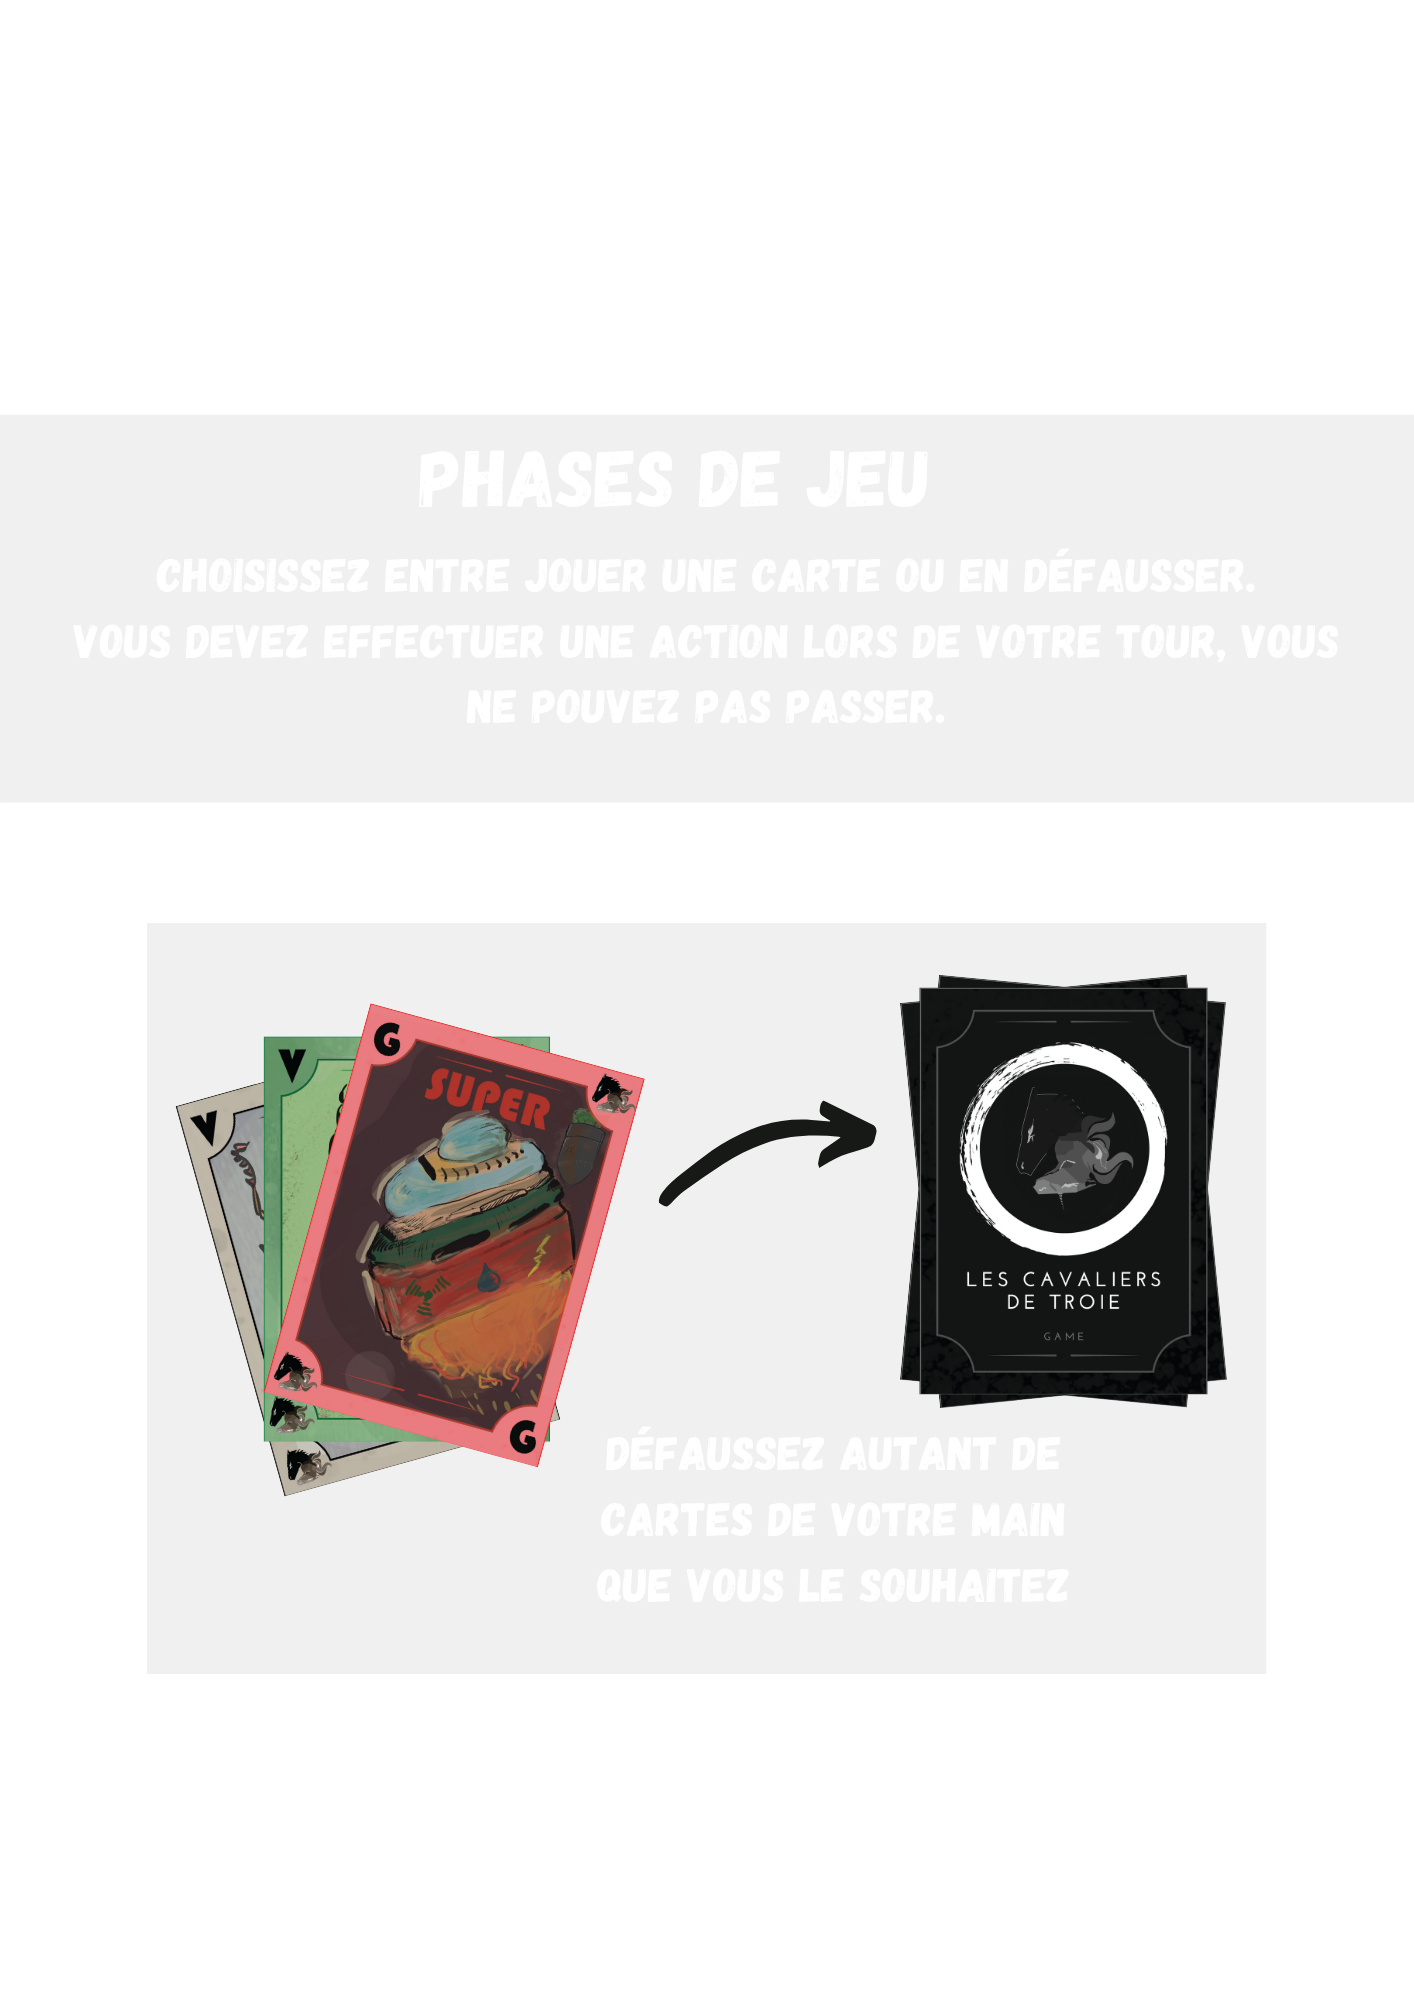 PHASES DE JEU
CHOISISSEZ ENTRE JOUER UNE CARTE OU EN DÉFAUSSER.
VOUS DEVEZ EFFECTUER UNE ACTION LORS DE VOTRE TOUR, VOUS
NE POUVEZ PAS PASSER.
V
V
G
SUPER
G
LES CAVALIERS
DE TROIE
GAME
DÉFAUSSEZ AUTANT DE
CARTES DE VOTRE MAIN
QUE VOUS LE SOUHAITEZ